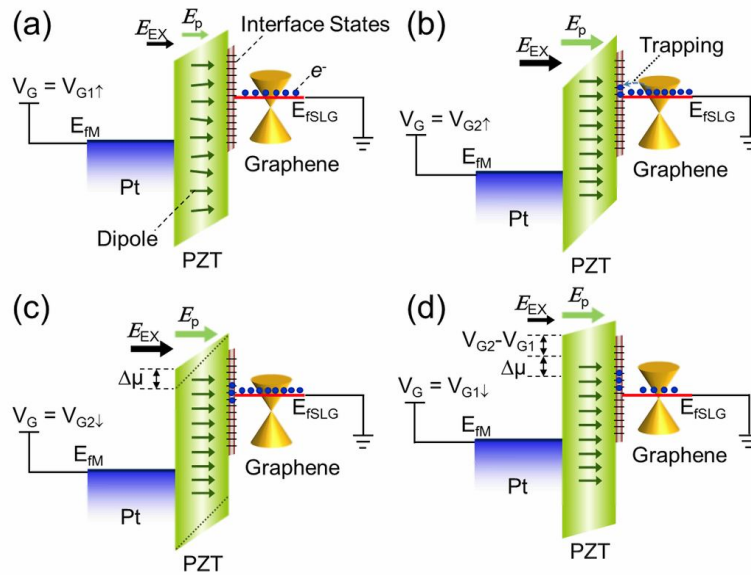 (a)
E_EX
E_p
Interface States
V_G = V_G1↑
e⁻
E_fM
E_fSLG
Graphene
Pt
Dipole
PZT
(b)
E_EX
E_p
Trapping
V_G = V_G2↑
E_fM
E_fSLG
Graphene
Pt
PZT
(c)
E_EX
E_p
Δμ
V_G = V_G2↓
E_fM
E_fSLG
Graphene
Pt
PZT
(d)
E_EX
E_p
V_G2-V_G1
Δμ
V_G = V_G1↓
E_fM
E_fSLG
Graphene
Pt
PZT